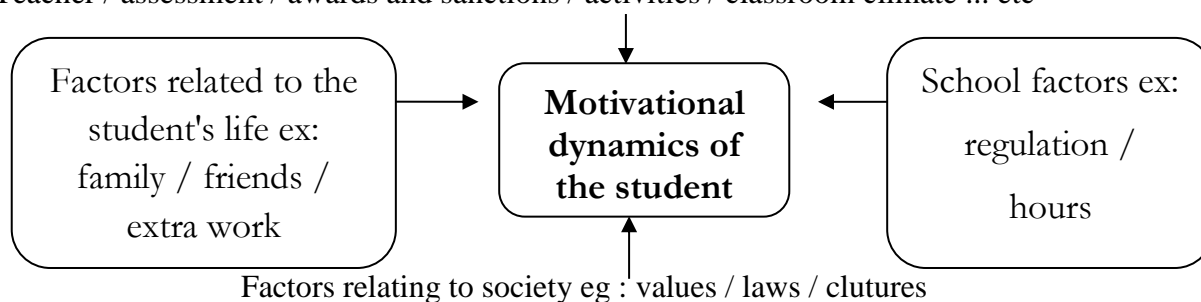 Teacher / assessment / awards and sanctions / activities / classroom climate ... etc
Factors related to the
student's life ex:
family / friends /
extra work
Motivational
dynamics of
the student
School factors ex:
regulation /
hours
Factors relating to society eg : values / laws / clutures